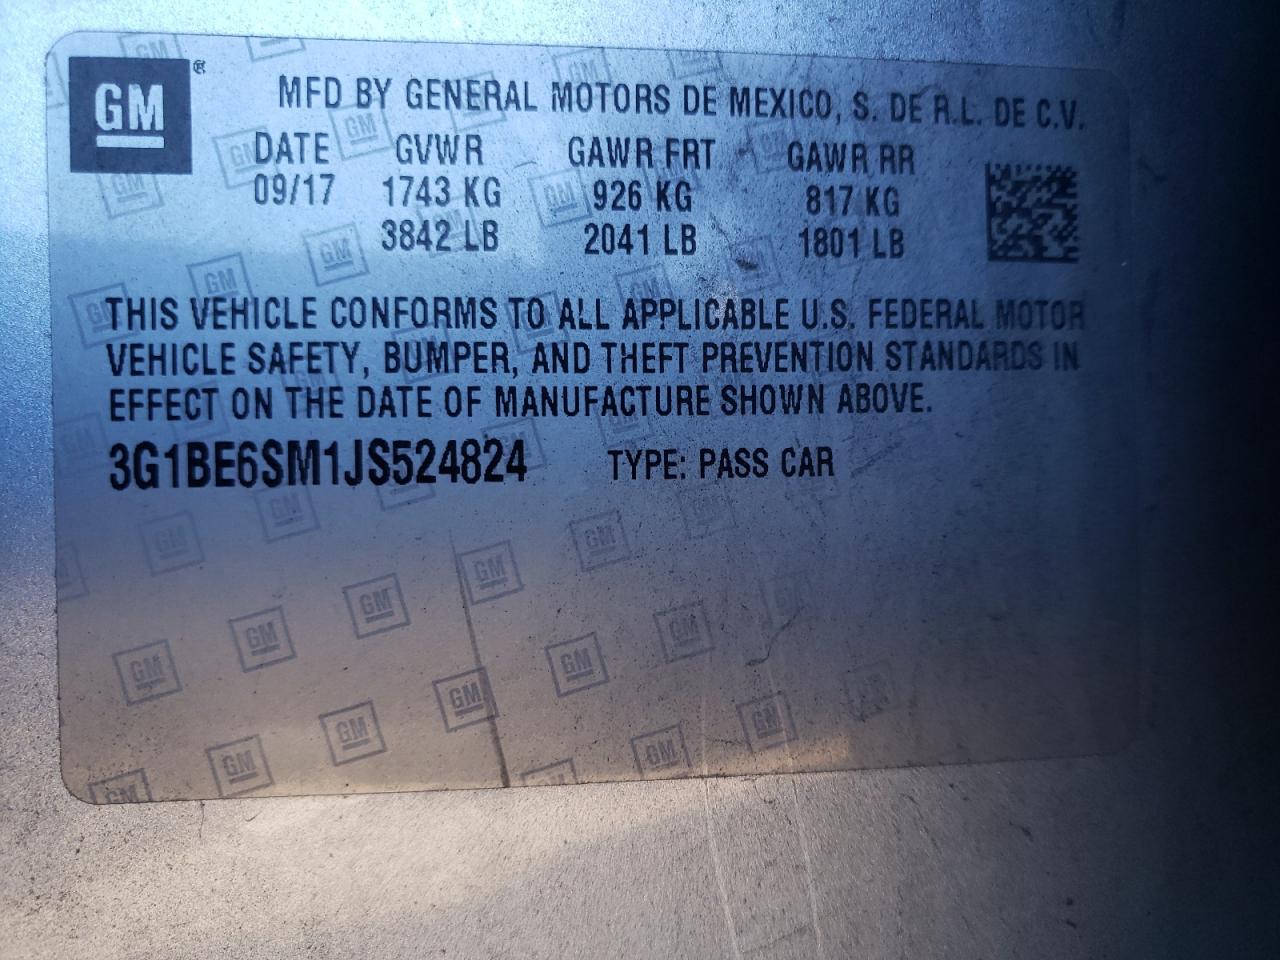 GM ®
MFD BY GENERAL MOTORS DE MEXICO, S. DE R.L. DE C.V.
DATE GVWR GAWR FRT GAWR RR
09/17 1743 KG 926 KG 817 KG
3842 LB 2041 LB 1801 LB
THIS VEHICLE CONFORMS TO ALL APPLICABLE U.S. FEDERAL MOTOR
VEHICLE SAFETY, BUMPER, AND THEFT PREVENTION STANDARDS IN
EFFECT ON THE DATE OF MANUFACTURE SHOWN ABOVE.
3G1BE6SM1JS524824 TYPE: PASS CAR